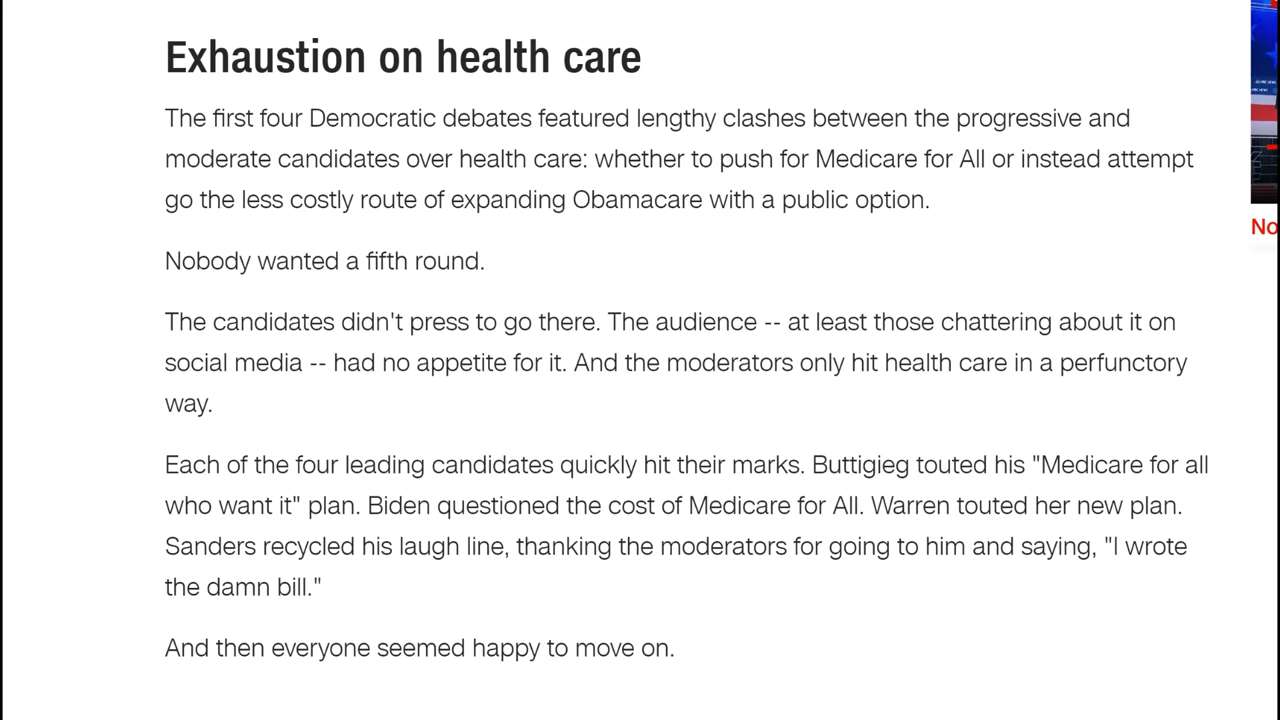 Exhaustion on health care
The first four Democratic debates featured lengthy clashes between the progressive and
moderate candidates over health care: whether to push for Medicare for All or instead attempt
go the less costly route of expanding Obamacare with a public option.
Nobody wanted a fifth round.
The candidates didn't press to go there. The audience -- at least those chattering about it on
social media -- had no appetite for it. And the moderators only hit health care in a perfunctory
way.
Each of the four leading candidates quickly hit their marks. Buttigieg touted his "Medicare for all
who want it" plan. Biden questioned the cost of Medicare for All. Warren touted her new plan.
Sanders recycled his laugh line, thanking the moderators for going to him and saying, "I wrote
the damn bill."
And then everyone seemed happy to move on.
No